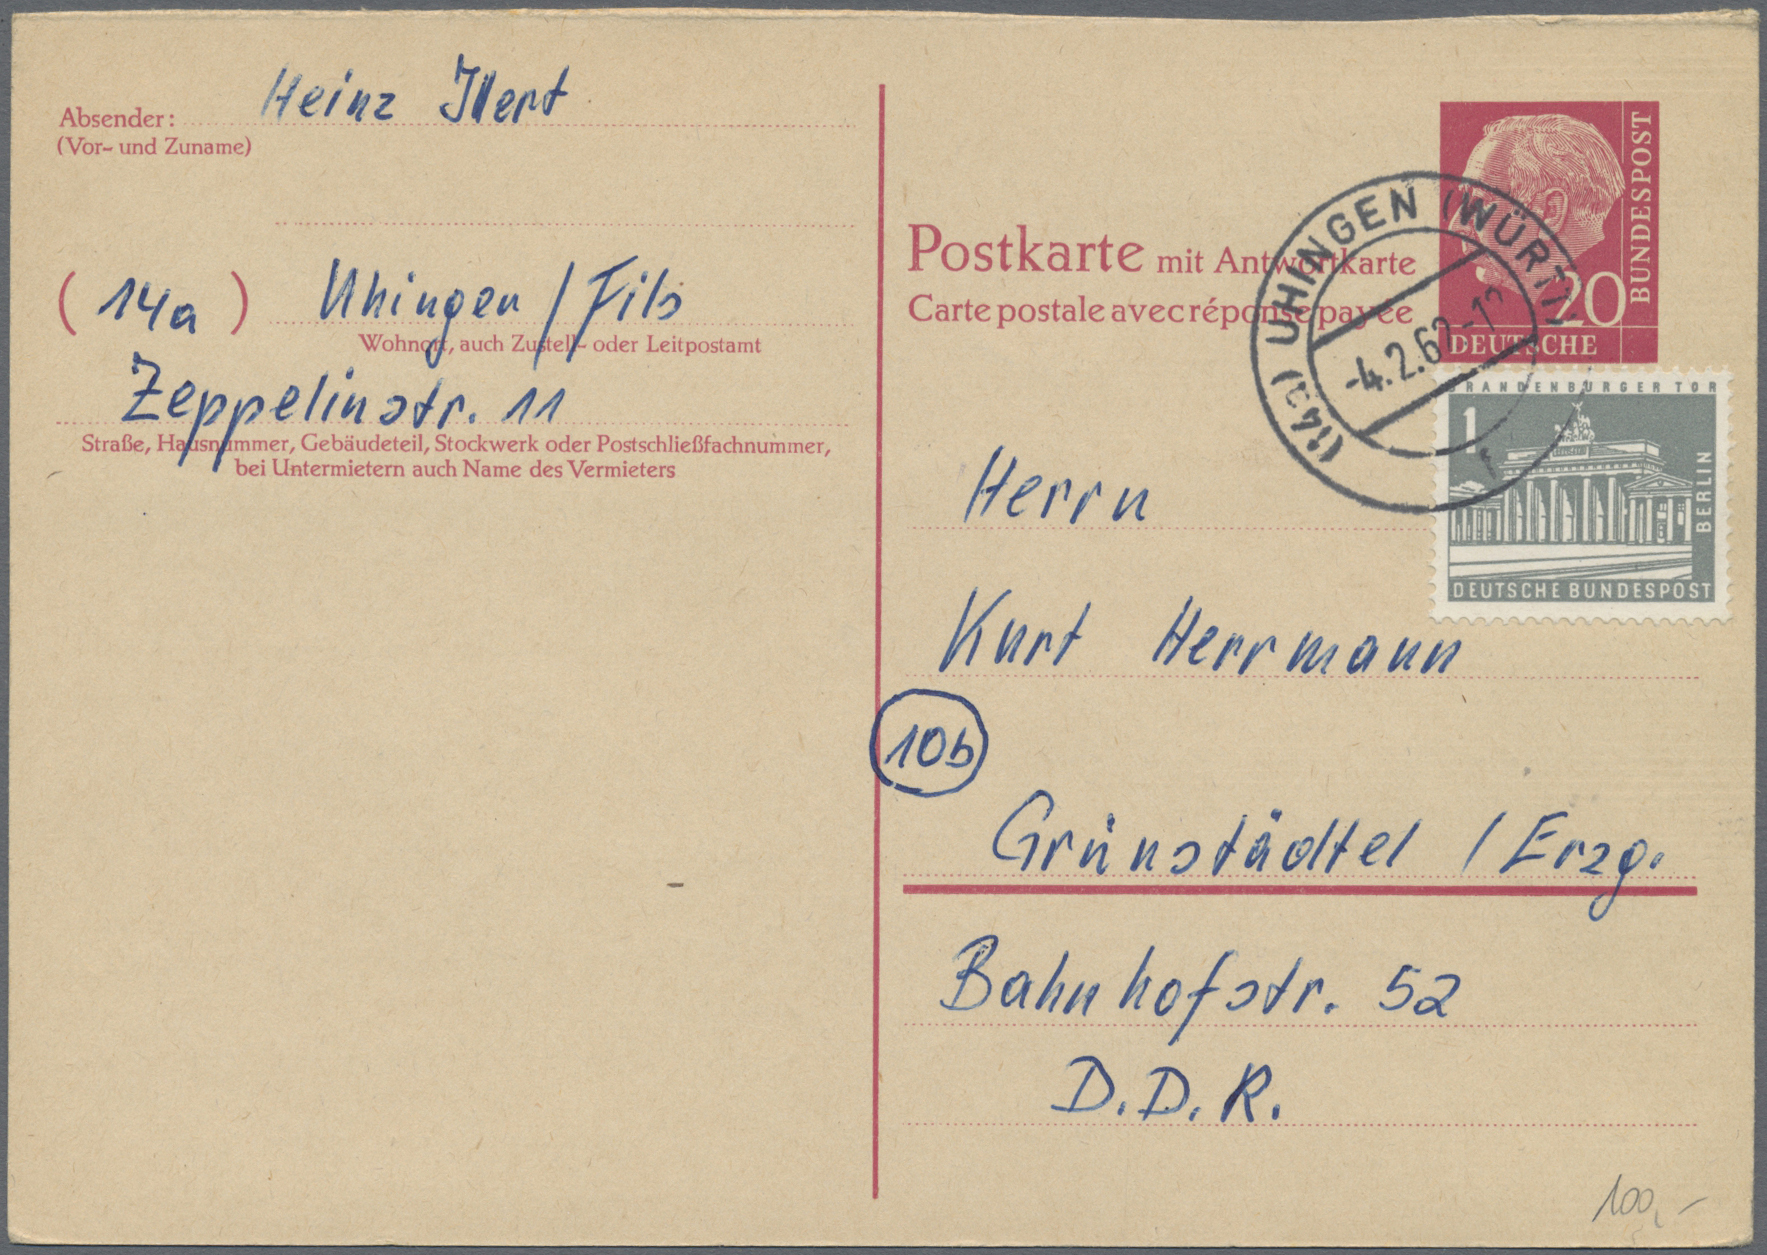 Absender: Heinz Illert
(Vor- und Zuname)
(14a) Uhingen / Fils
Wohnort, auch Zustell- oder Leitpostamt
Zeppelinstr. 11
Straße, Hausnummer, Gebäudeteil, Stockwerk oder Postschließfachnummer,
bei Untermietern auch Name des Vermieters
Postkarte mit Antwortkarte
Carte postale avec réponse payée
DEUTSCHE
BUNDESPOST
20
(14a) UHINGEN (WÜRTT)
-4.2.62-12
f
BRANDENBURGER TOR
1
BERLIN
DEUTSCHE BUNDESPOST
Herrn
Kurt Herrmann
10b
Grünstädtel / Erzg.
Bahnhofstr. 52
D.D.R.
100,-